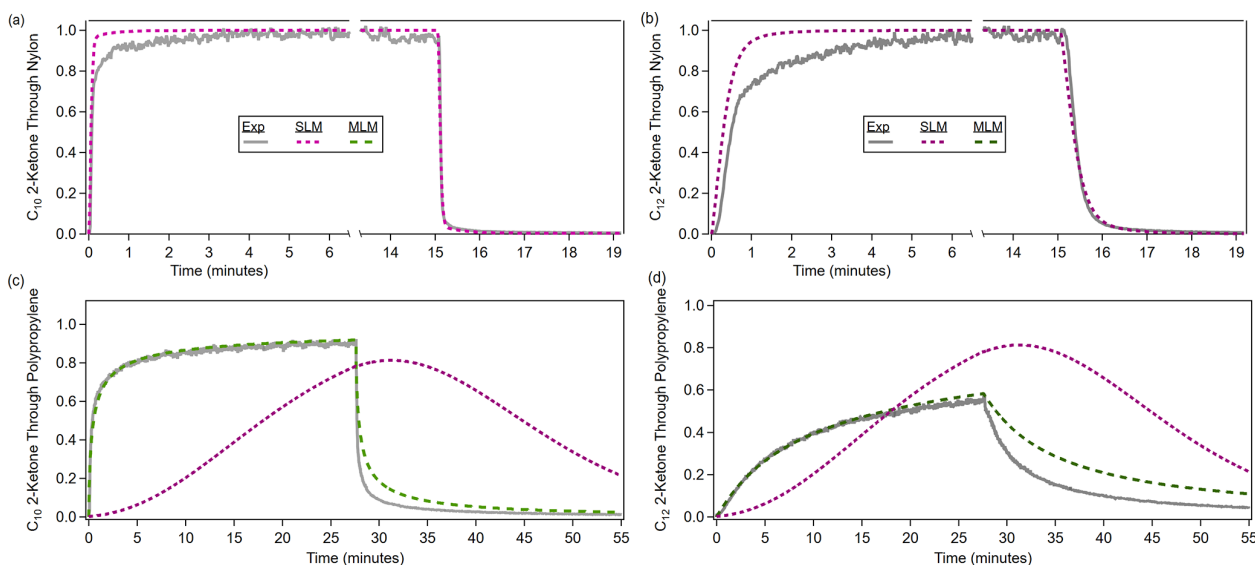 (a)
C10 2-Ketone Through Nylon
1.0
0.8
0.6
0.4
0.2
0.0
Exp SLM MLM
0 1 2 3 4 5 6 14 15 16 17 18 19
Time (minutes)
(b)
C12 2-Ketone Through Nylon
1.0
0.8
0.6
0.4
0.2
0.0
Exp SLM MLM
0 1 2 3 4 5 6 14 15 16 17 18 19
Time (minutes)
(c)
C10 2-Ketone Through Polypropylene
1.0
0.8
0.6
0.4
0.2
0.0
0 5 10 15 20 25 30 35 40 45 50 55
Time (minutes)
(d)
C12 2-Ketone Through Polypropylene
1.0
0.8
0.6
0.4
0.2
0.0
0 5 10 15 20 25 30 35 40 45 50 55
Time (minutes)